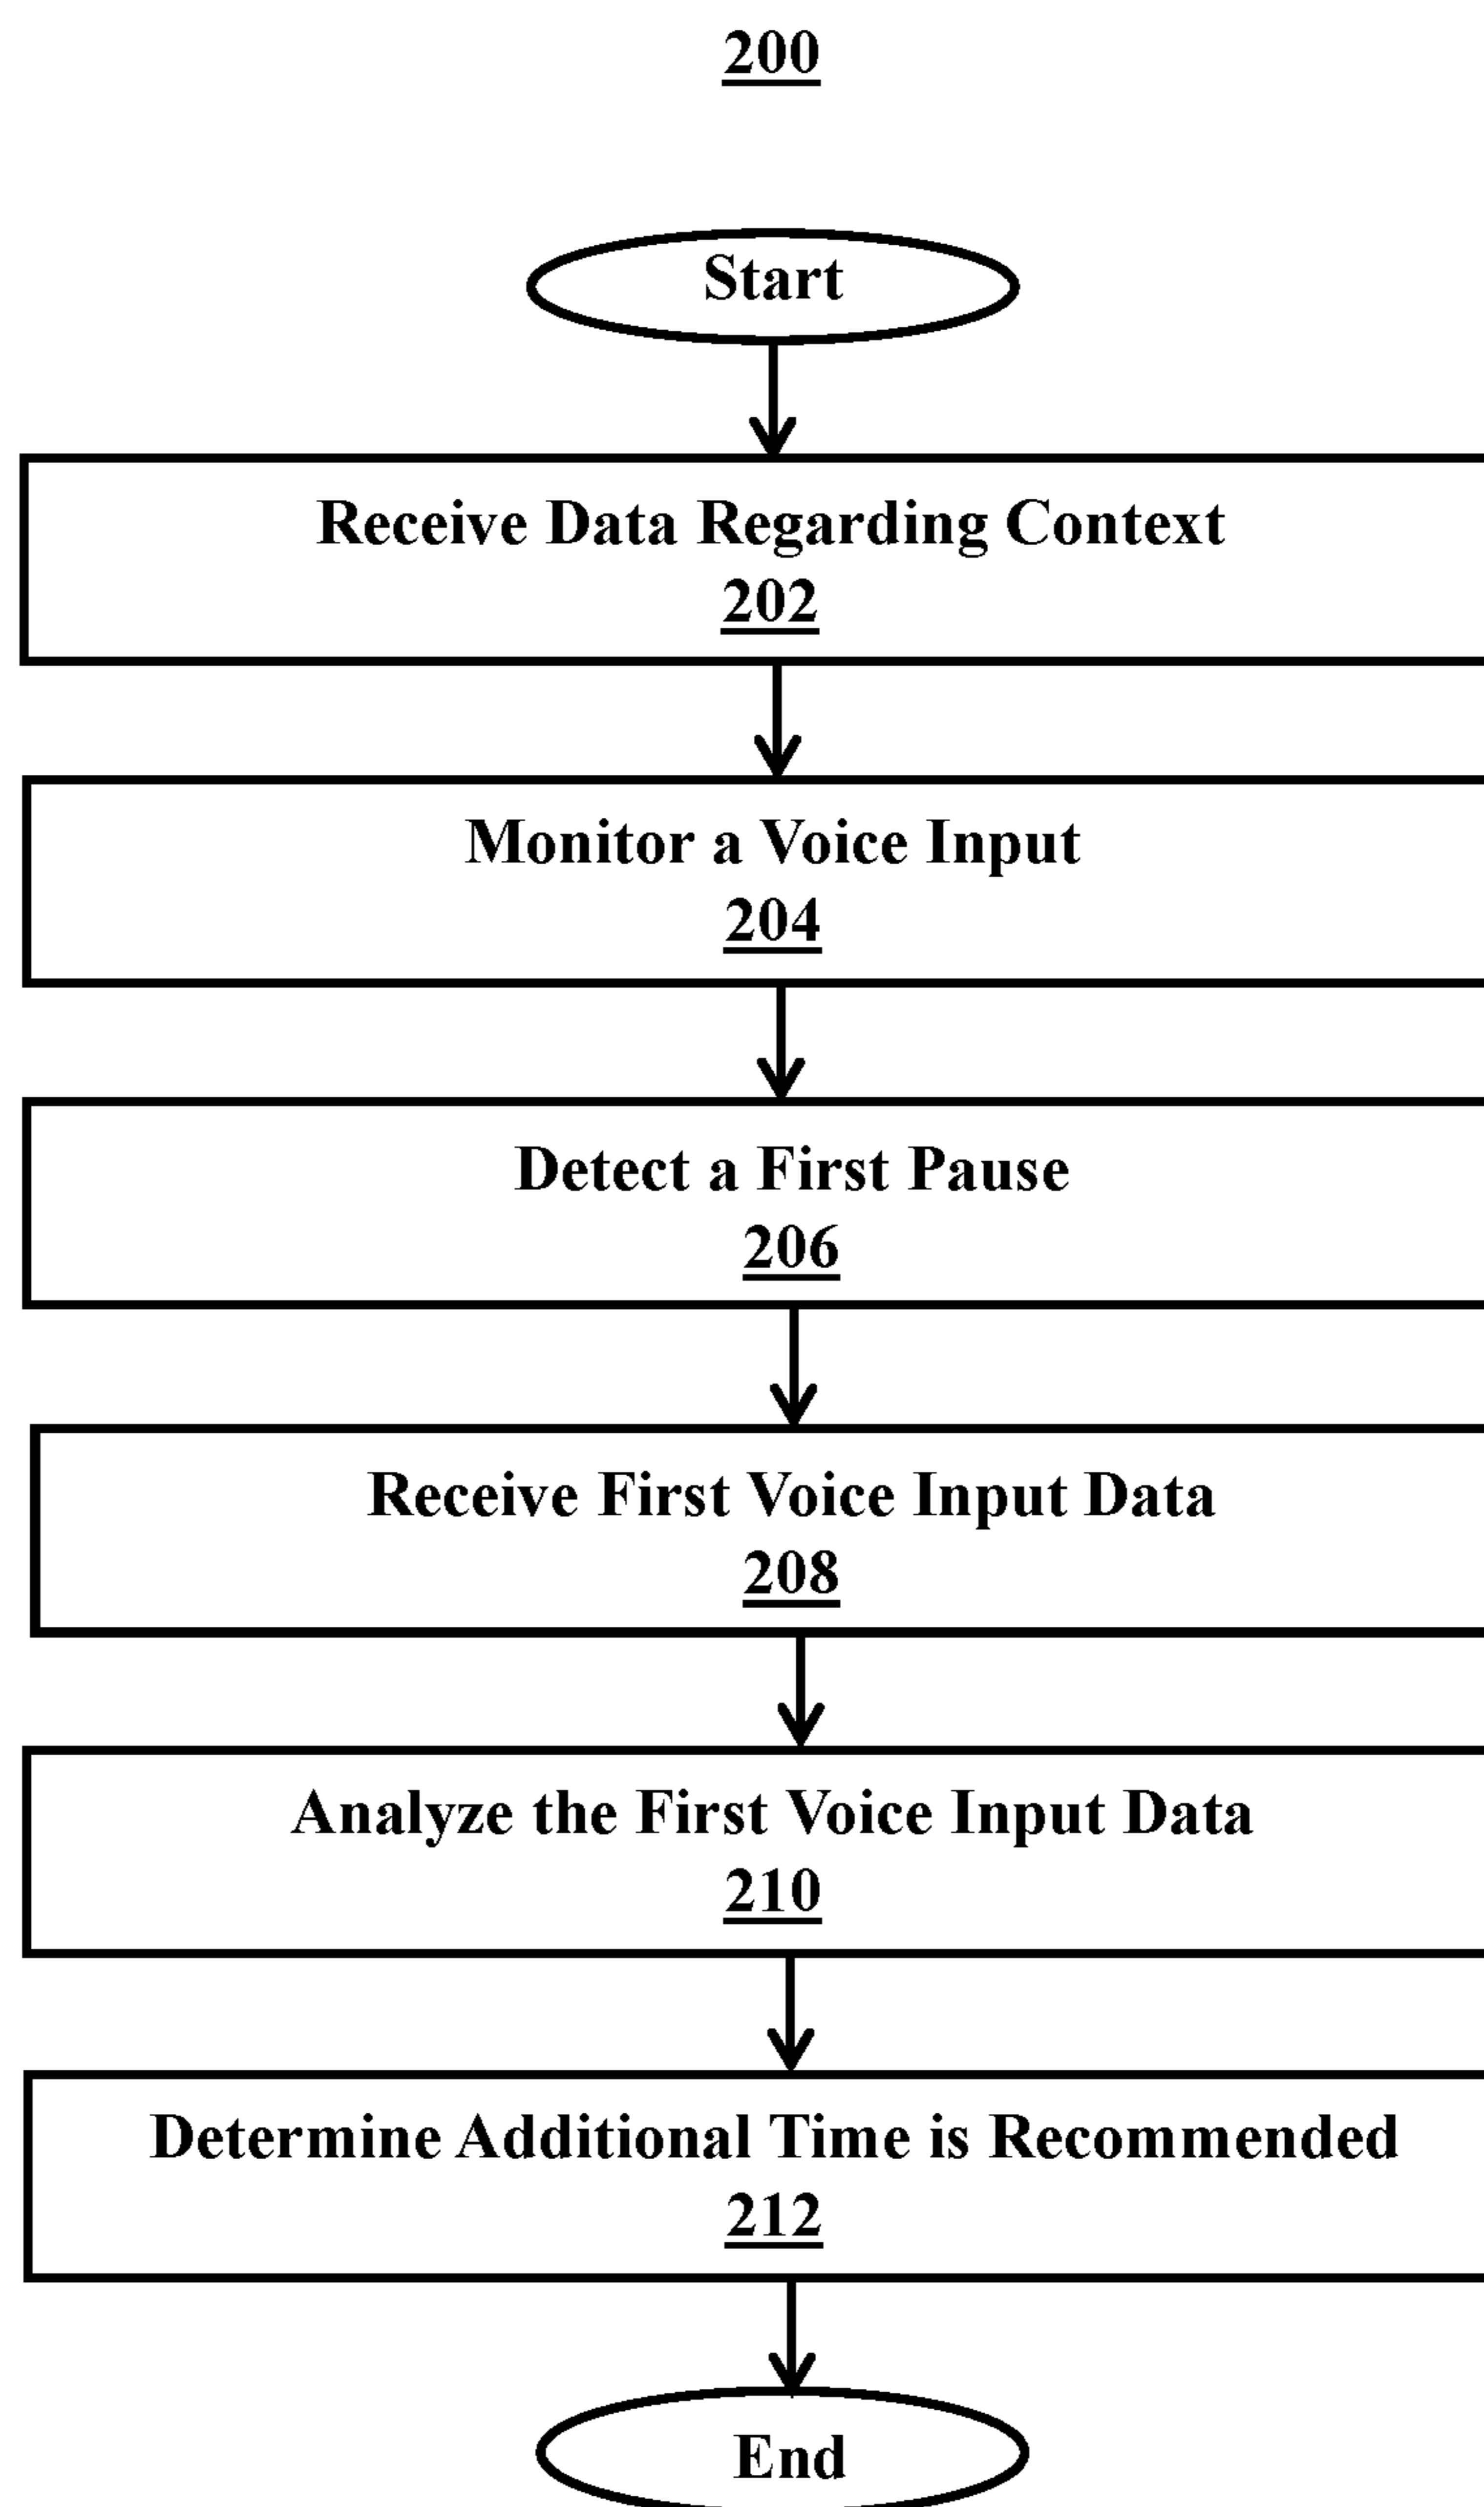 200
Start
Receive Data Regarding Context
202
Monitor a Voice Input
204
Detect a First Pause
206
Receive First Voice Input Data
208
Analyze the First Voice Input Data
210
Determine Additional Time is Recommended
212
End